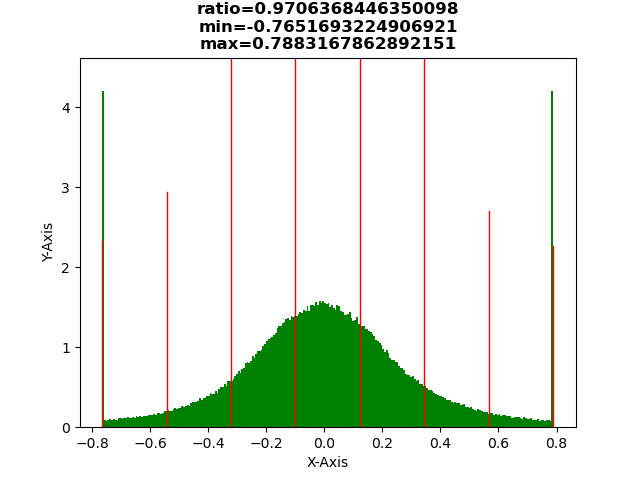 ratio=0.9706368446350098
min=-0.7651693224906921
max=0.7883167862892151
4
3
2
1
0
Y-Axis
−0.8 −0.6 −0.4 −0.2 0.0 0.2 0.4 0.6 0.8
X-Axis